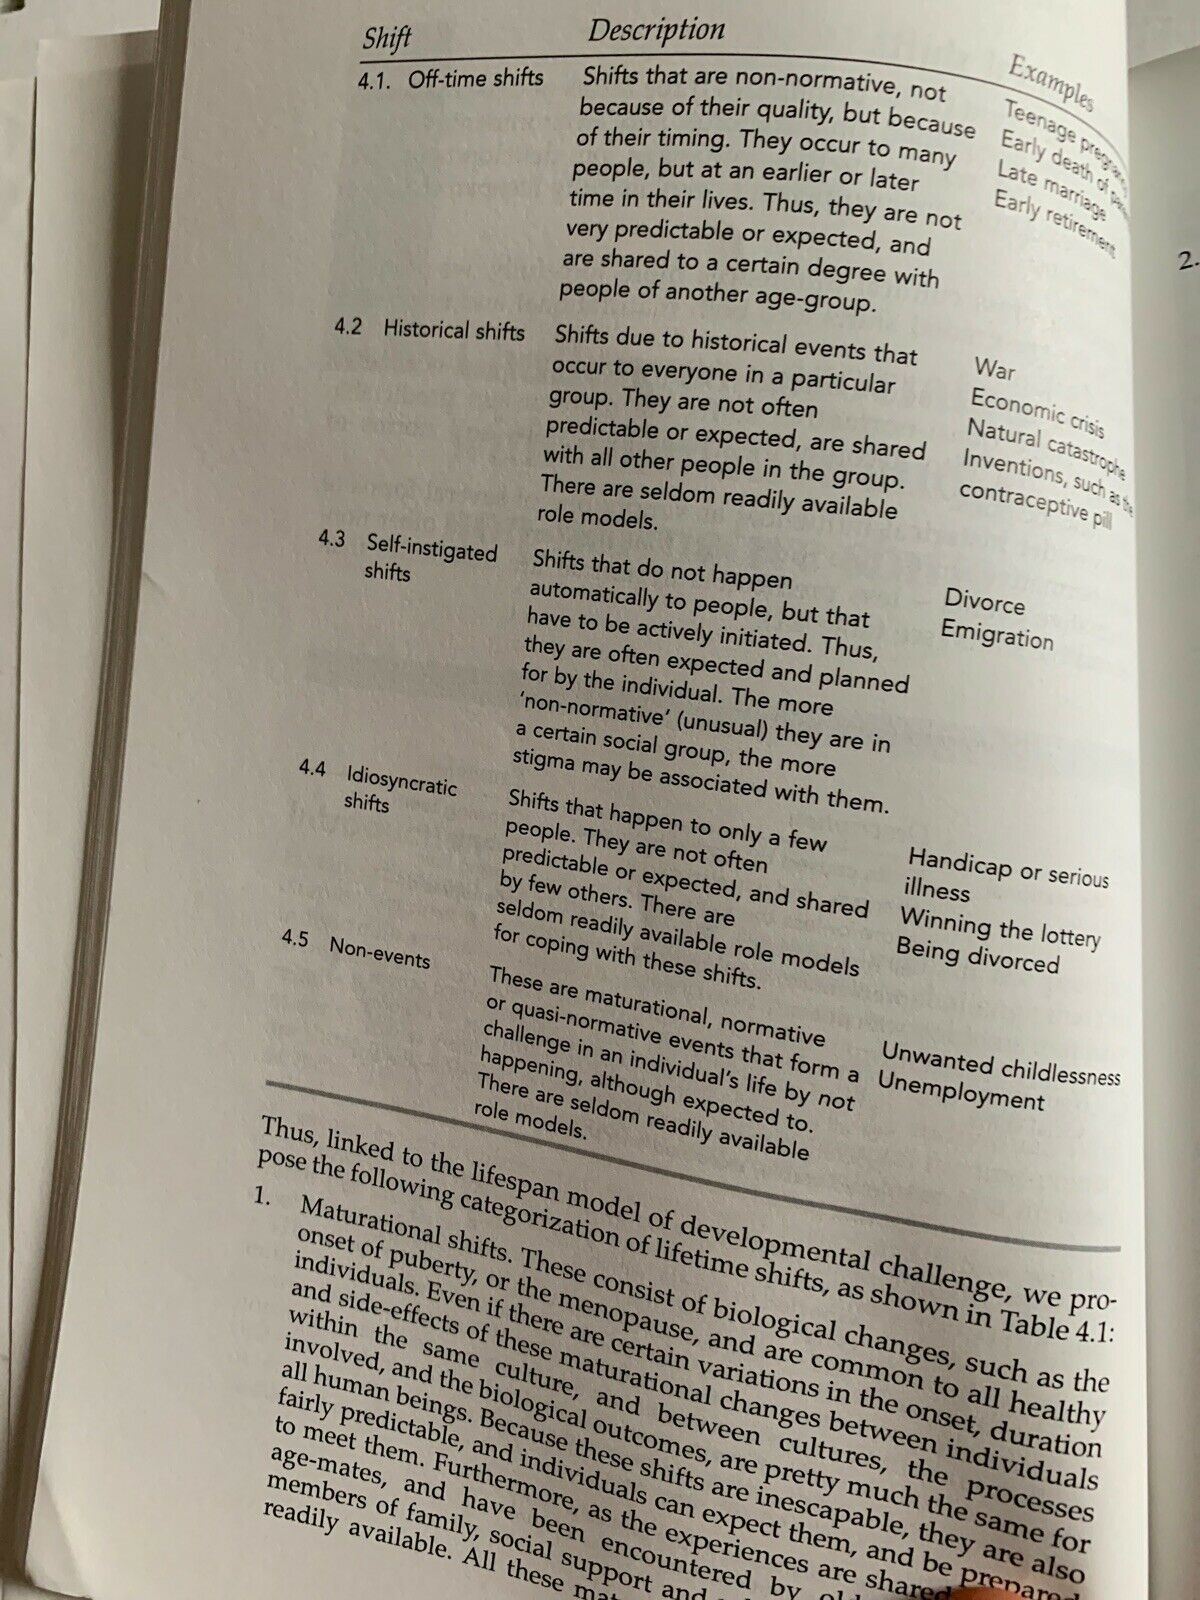 Shift Description Examples
4.1. Off-time shifts Shifts that are non-normative, not Teenage
because of their quality, but because Early death of
of their timing. They occur to many Late marriage
people, but at an earlier or later Early retirement
time in their lives. Thus, they are not
very predictable or expected, and
are shared to a certain degree with
people of another age-group.
4.2 Historical shifts Shifts due to historical events that War
occur to everyone in a particular Economic crisis
group. They are not often Natural catastrophe
predictable or expected, are shared Inventions, such as the
with all other people in the group. contraceptive pill
There are seldom readily available
role models.
4.3 Self-instigated Shifts that do not happen Divorce
shifts automatically to people, but that Emigration
have to be actively initiated. Thus,
they are often expected and planned
for by the individual. The more
'non-normative' (unusual) they are in
a certain social group, the more
stigma may be associated with them.
4.4 Idiosyncratic Shifts that happen to only a few Handicap or serious
shifts people. They are not often illness
predictable or expected, and shared Winning the lottery
by few others. There are Being divorced
seldom readily available role models
for coping with these shifts.
4.5 Non-events These are maturational, normative Unwanted childlessness
or quasi-normative events that form a Unemployment
challenge in an individual's life by not
happening, although expected to.
There are seldom readily available
role models.
Thus, linked to the lifespan model of developmental challenge, we pro-
pose the following categorization of lifetime shifts, as shown in Table 4.1:
1. Maturational shifts. These consist of biological changes, such as the
onset of puberty, or the menopause, and are common to all healthy
individuals. Even if there are certain variations in the onset, duration
and side-effects of these maturational changes between individuals
within the same culture, and between cultures, the processes
involved, and the biological outcomes, are pretty much the same for
all human beings. Because these shifts are inescapable, they are also
fairly predictable, and individuals can expect them, and be prepared
to meet them. Furthermore, as the experiences are shared
age-mates, and have been encountered by
members of family, social support and
readily available. All these
2.